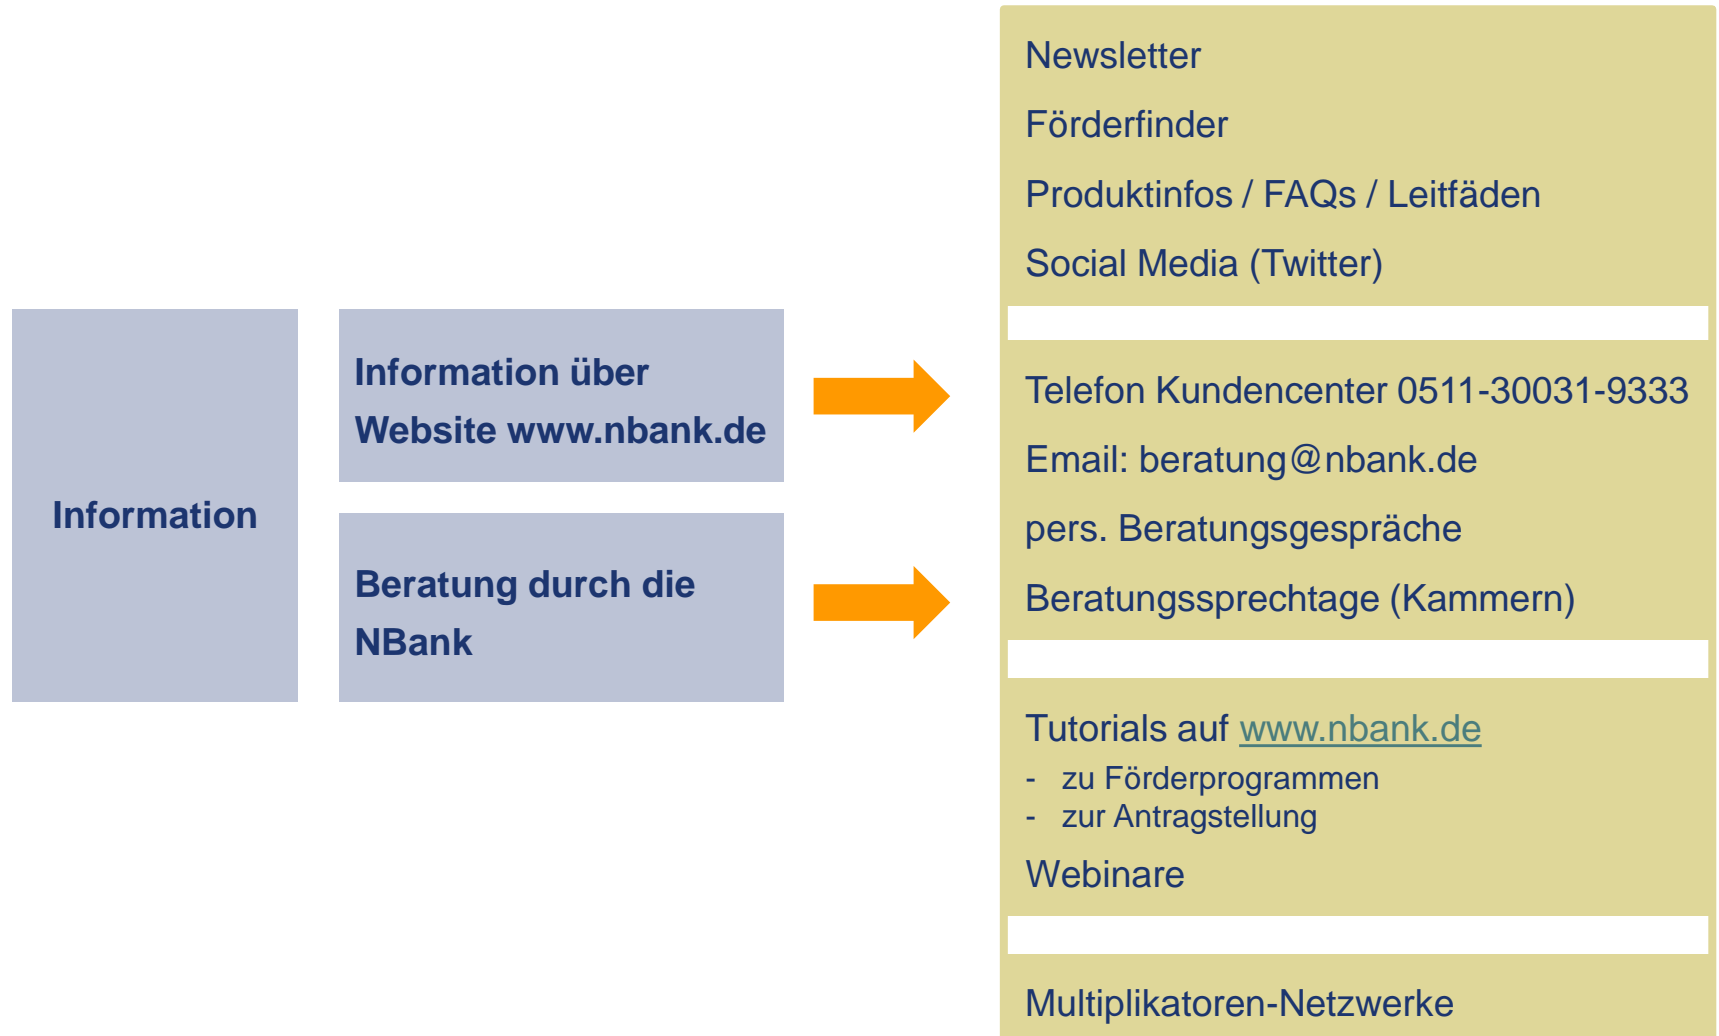 Information
Information über
Website www.nbank.de
Beratung durch die
NBank
Newsletter
Förderfinder
Produktinfos / FAQs / Leitfäden
Social Media (Twitter)
Telefon Kundencenter 0511-30031-9333
Email: beratung@nbank.de
pers. Beratungsgespräche
Beratungssprechtage (Kammern)
Tutorials auf www.nbank.de
- zu Förderprogrammen
- zur Antragstellung
Webinare
Multiplikatoren-Netzwerke